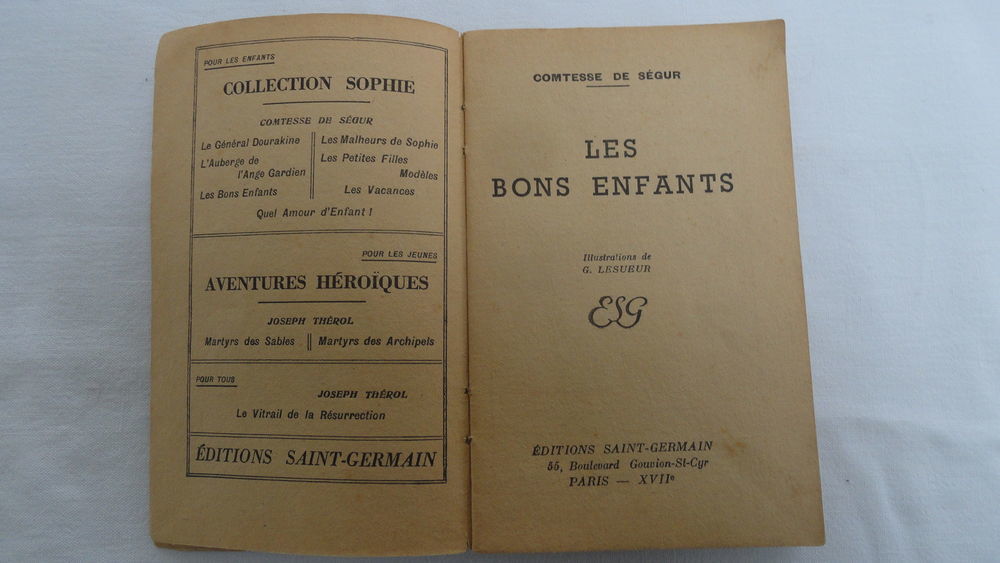 POUR LES ENFANTS
COLLECTION SOPHIE
COMTESSE DE SÉGUR
Le Général Dourakine
L'Auberge de
l'Ange Gardien
Les Bons Enfants
Les Malheurs de Sophie
Les Petites Filles
Modèles
Les Vacances
Quel Amour d'Enfant !
POUR LES JEUNES
AVENTURES HÉROÏQUES
JOSEPH THÉROL
Martyrs des Sables
Martyrs des Archipels
POUR TOUS
JOSEPH THÉROL
Le Vitrail de la Résurrection
ÉDITIONS SAINT-GERMAIN
COMTESSE DE SÉGUR
LES
BONS ENFANTS
Illustrations de
G. LESUEUR
ESG
ÉDITIONS SAINT-GERMAIN
55, Boulevard Gouvion-St-Cyr
PARIS — XVIIe